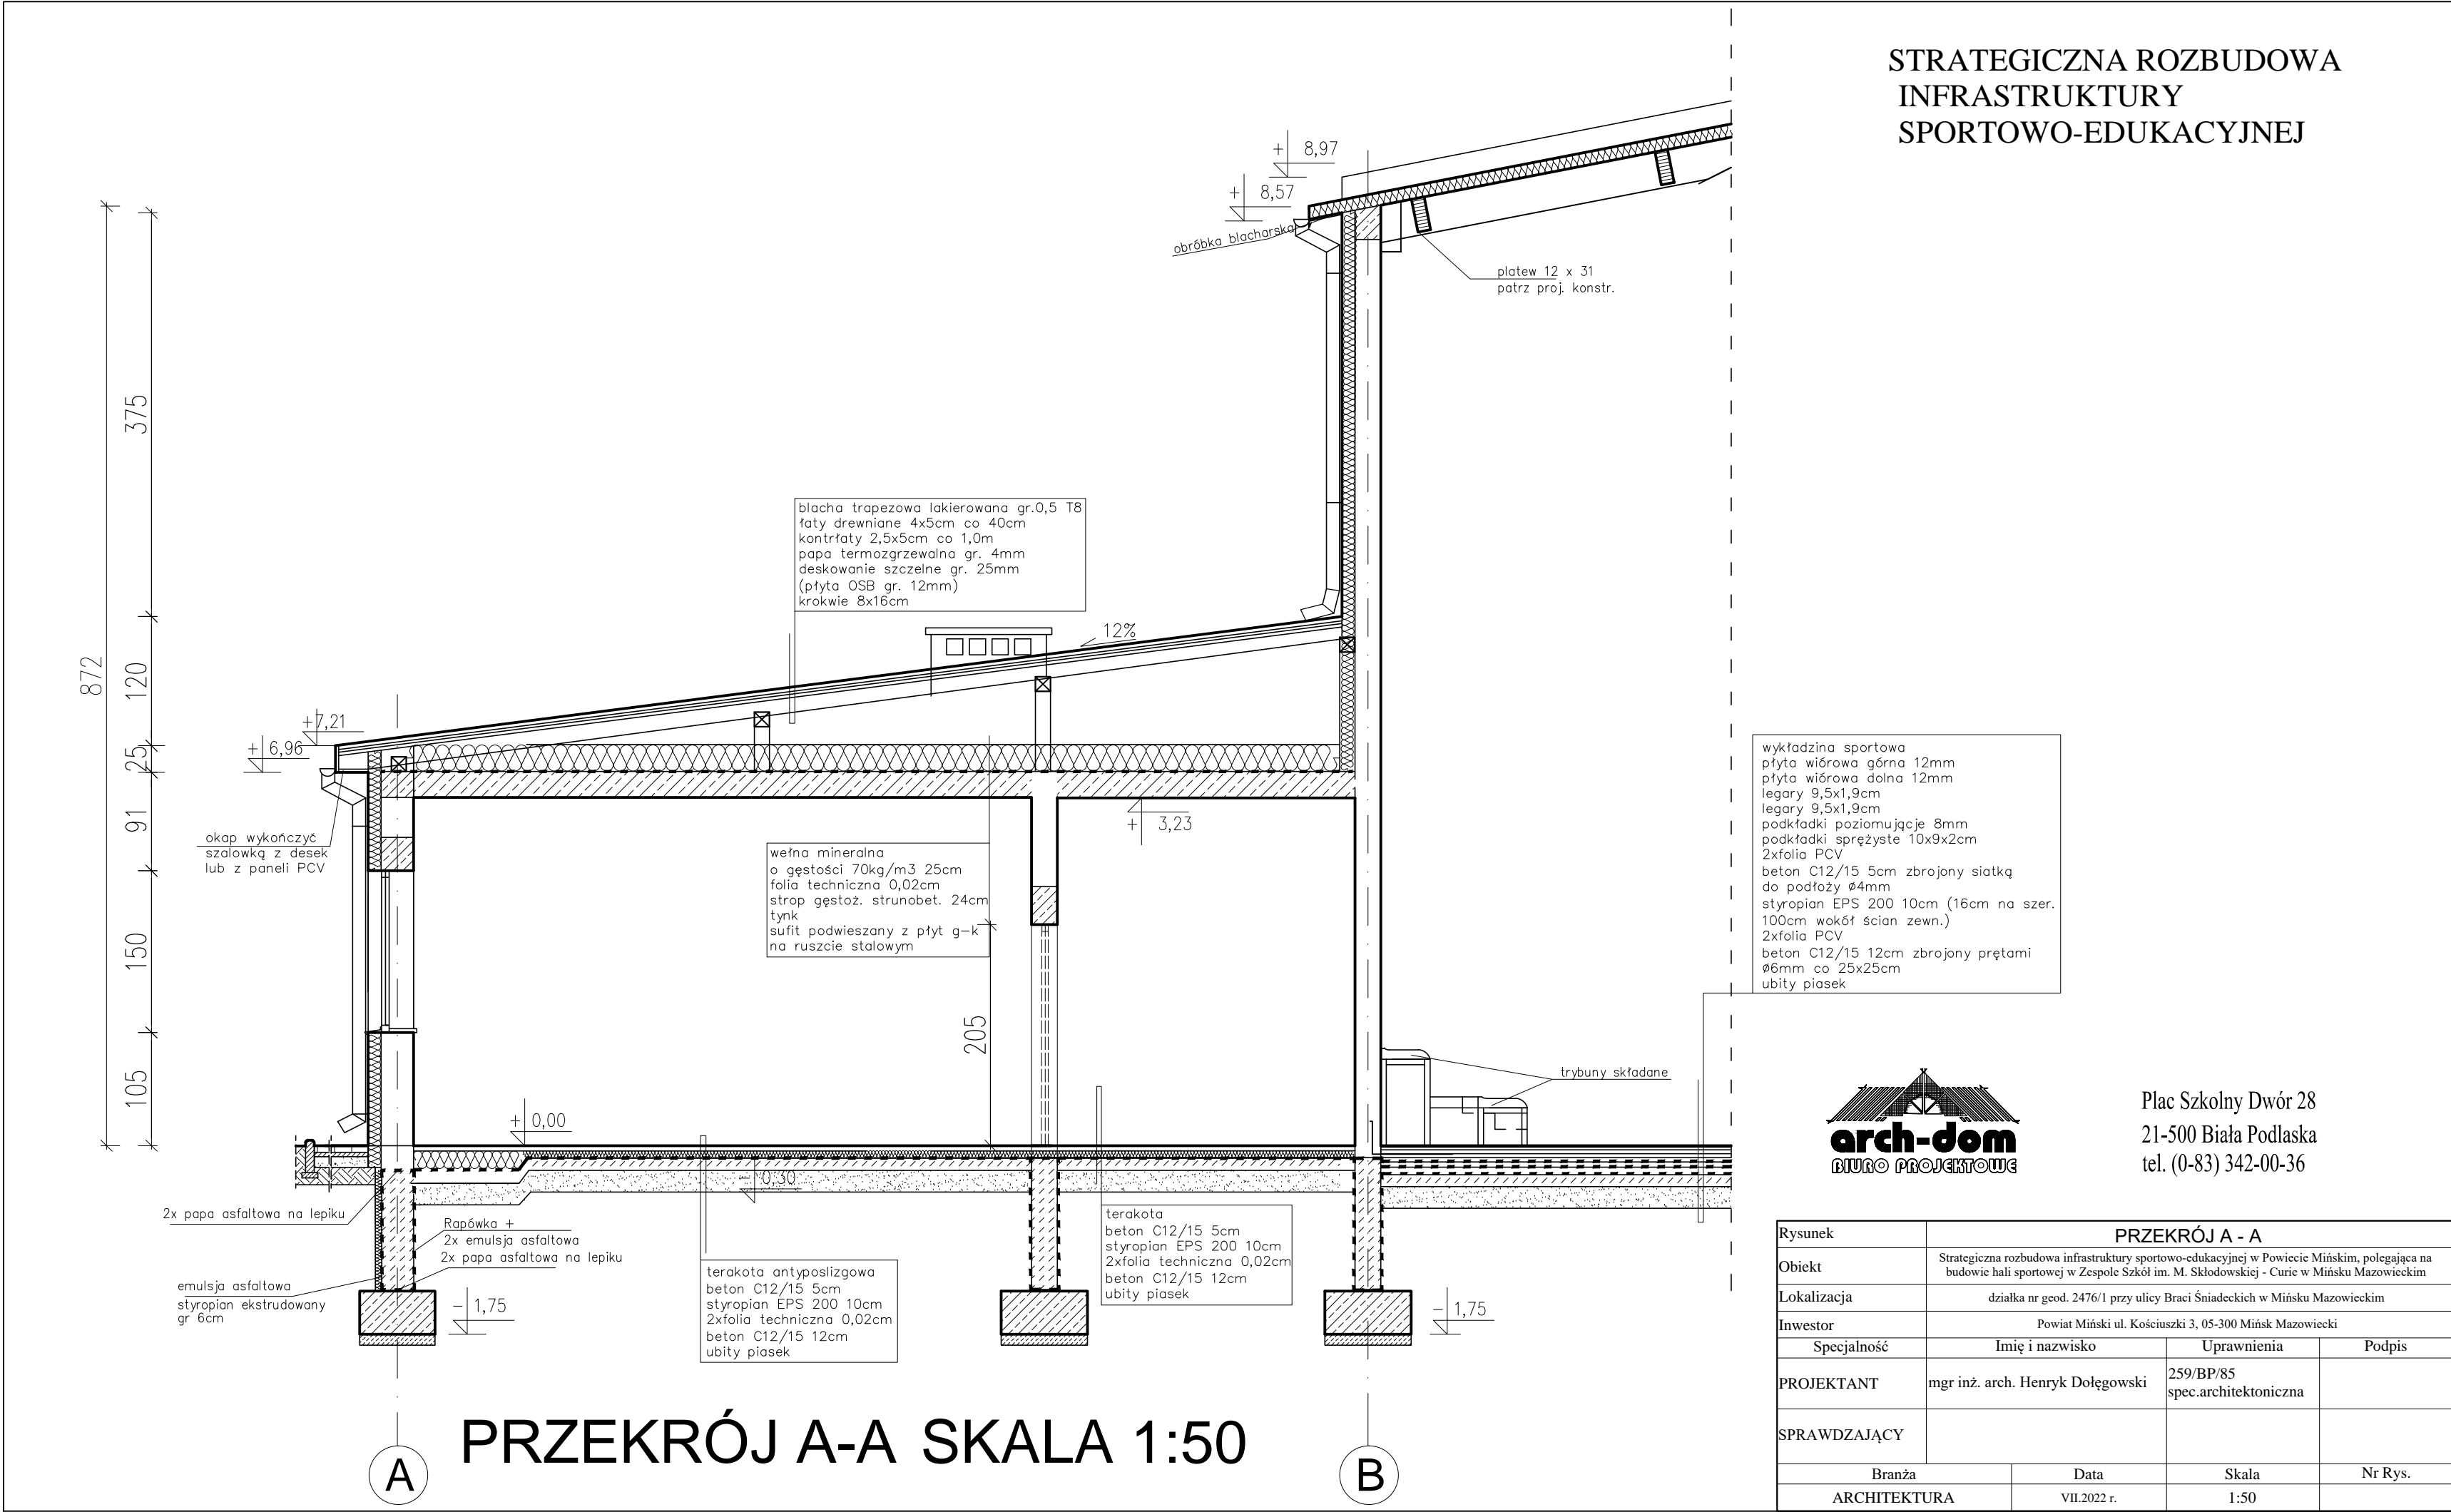 STRATEGICZNA ROZBUDOWA
INFRASTRUKTURY
SPORTOWO-EDUKACYJNEJ
+ 8,97
+ 8,57
obróbka blacharska
platew 12 x 31
patrz proj. konstr.
375
872
120
25
91
150
105
blacha trapezowa lakierowana gr.0,5 T8
łaty drewniane 4x5cm co 40cm
kontrłaty 2,5x5cm co 1,0m
papa termozgrzewalna gr. 4mm
deskowanie szczelne gr. 25mm
(płyta OSB gr. 12mm)
krokwie 8x16cm
12%
+7,21
+ 6,96
okap wykończyć
szalowką z desek
lub z paneli PCV
+ 3,23
wełna mineralna
o gęstości 70kg/m3 25cm
folia techniczna 0,02cm
strop gęstoż. strunobet. 24cm
tynk
sufit podwieszany z płyt g-k
na ruszcie stalowym
205
wykładzina sportowa
płyta wiórowa górna 12mm
płyta wiórowa dolna 12mm
legary 9,5x1,9cm
legary 9,5x1,9cm
podkładki poziomującje 8mm
podkładki sprężyste 10x9x2cm
2xfolia PCV
beton C12/15 5cm zbrojony siatką
do podłoży ø4mm
styropian EPS 200 10cm (16cm na szer.
100cm wokół ścian zewn.)
2xfolia PCV
beton C12/15 12cm zbrojony prętami
ø6mm co 25x25cm
ubity piasek
trybuny składane
+ 0,00
- 0,30
2x papa asfaltowa na lepiku
Rapówka +
2x emulsja asfaltowa
2x papa asfaltowa na lepiku
emulsja asfaltowa
styropian ekstrudowany
gr 6cm
- 1,75
terakota antyposlizgowa
beton C12/15 5cm
styropian EPS 200 10cm
2xfolia techniczna 0,02cm
beton C12/15 12cm
ubity piasek
terakota
beton C12/15 5cm
styropian EPS 200 10cm
2xfolia techniczna 0,02cm
beton C12/15 12cm
ubity piasek
- 1,75
PRZEKRÓJ A-A SKALA 1:50
A
B
arch-dom
BIURO PROJEKTOWE
Plac Szkolny Dwór 28
21-500 Biała Podlaska
tel. (0-83) 342-00-36
Rysunek PRZEKRÓJ A - A
Obiekt Strategiczna rozbudowa infrastruktury sportowo-edukacyjnej w Powiecie Mińskim, polegająca na
budowie hali sportowej w Zespole Szkół im. M. Skłodowskiej - Curie w Mińsku Mazowieckim
Lokalizacja działka nr geod. 2476/1 przy ulicy Braci Śniadeckich w Mińsku Mazowieckim
Inwestor Powiat Miński ul. Kościuszki 3, 05-300 Mińsk Mazowiecki
Specjalność Imię i nazwisko Uprawnienia Podpis
PROJEKTANT mgr inż. arch. Henryk Dołęgowski 259/BP/85
spec.architektoniczna
SPRAWDZAJĄCY
Branża Data Skala Nr Rys.
ARCHITEKTURA VII.2022 r. 1:50